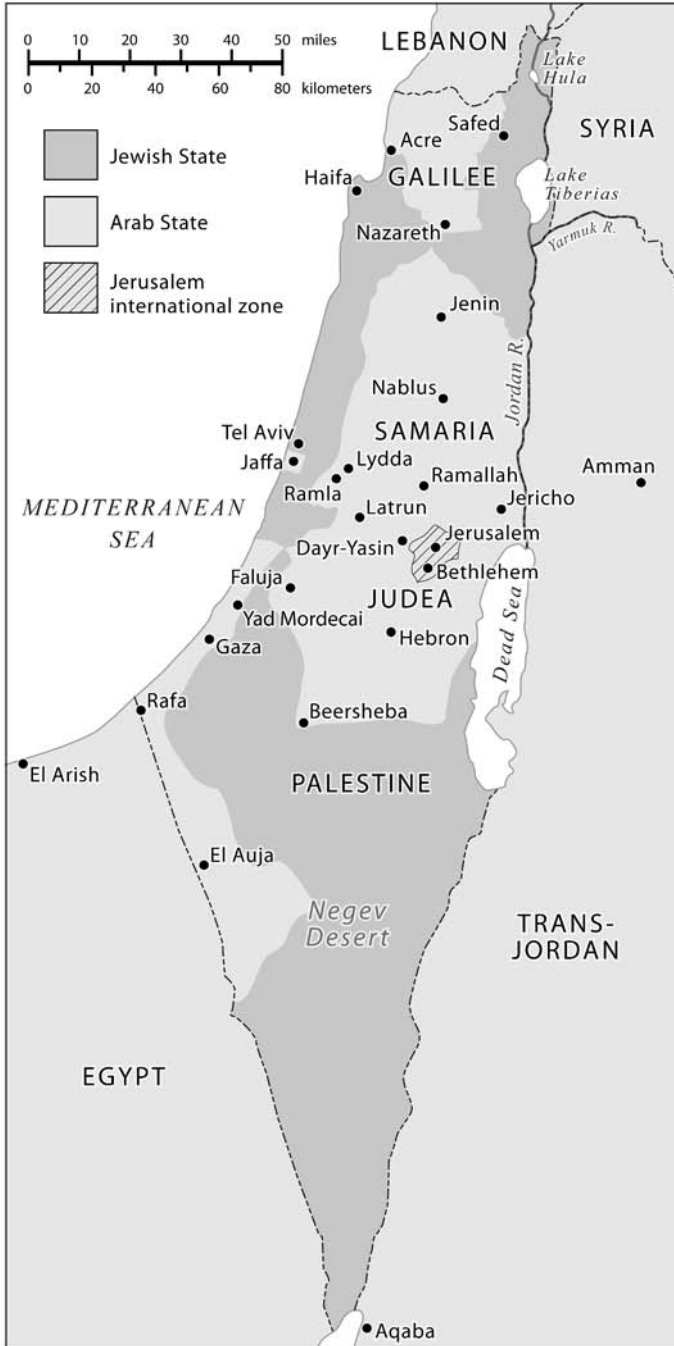 0 10 20 30 40 50 miles
0 20 40 60 80 kilometers
Jewish State
Arab State
Jerusalem
international zone
LEBANON
Lake
Hula
SYRIA
Safed
Acre
Haifa
GALILEE
Lake
Tiberias
Nazareth
Yarmuk R.
Jenin
Jordan R.
Nablus
Tel Aviv
SAMARIA
Jaffa
Lydda
Ramla
Ramallah
Amman
Jericho
MEDITERRANEAN
SEA
Latrun
Dayr-Yasin
Jerusalem
Bethlehem
Faluja
JUDEA
Yad Mordecai
Gaza
Hebron
Dead Sea
Rafa
Beersheba
El Arish
PALESTINE
El Auja
Negev
Desert
TRANS-
JORDAN
EGYPT
Aqaba